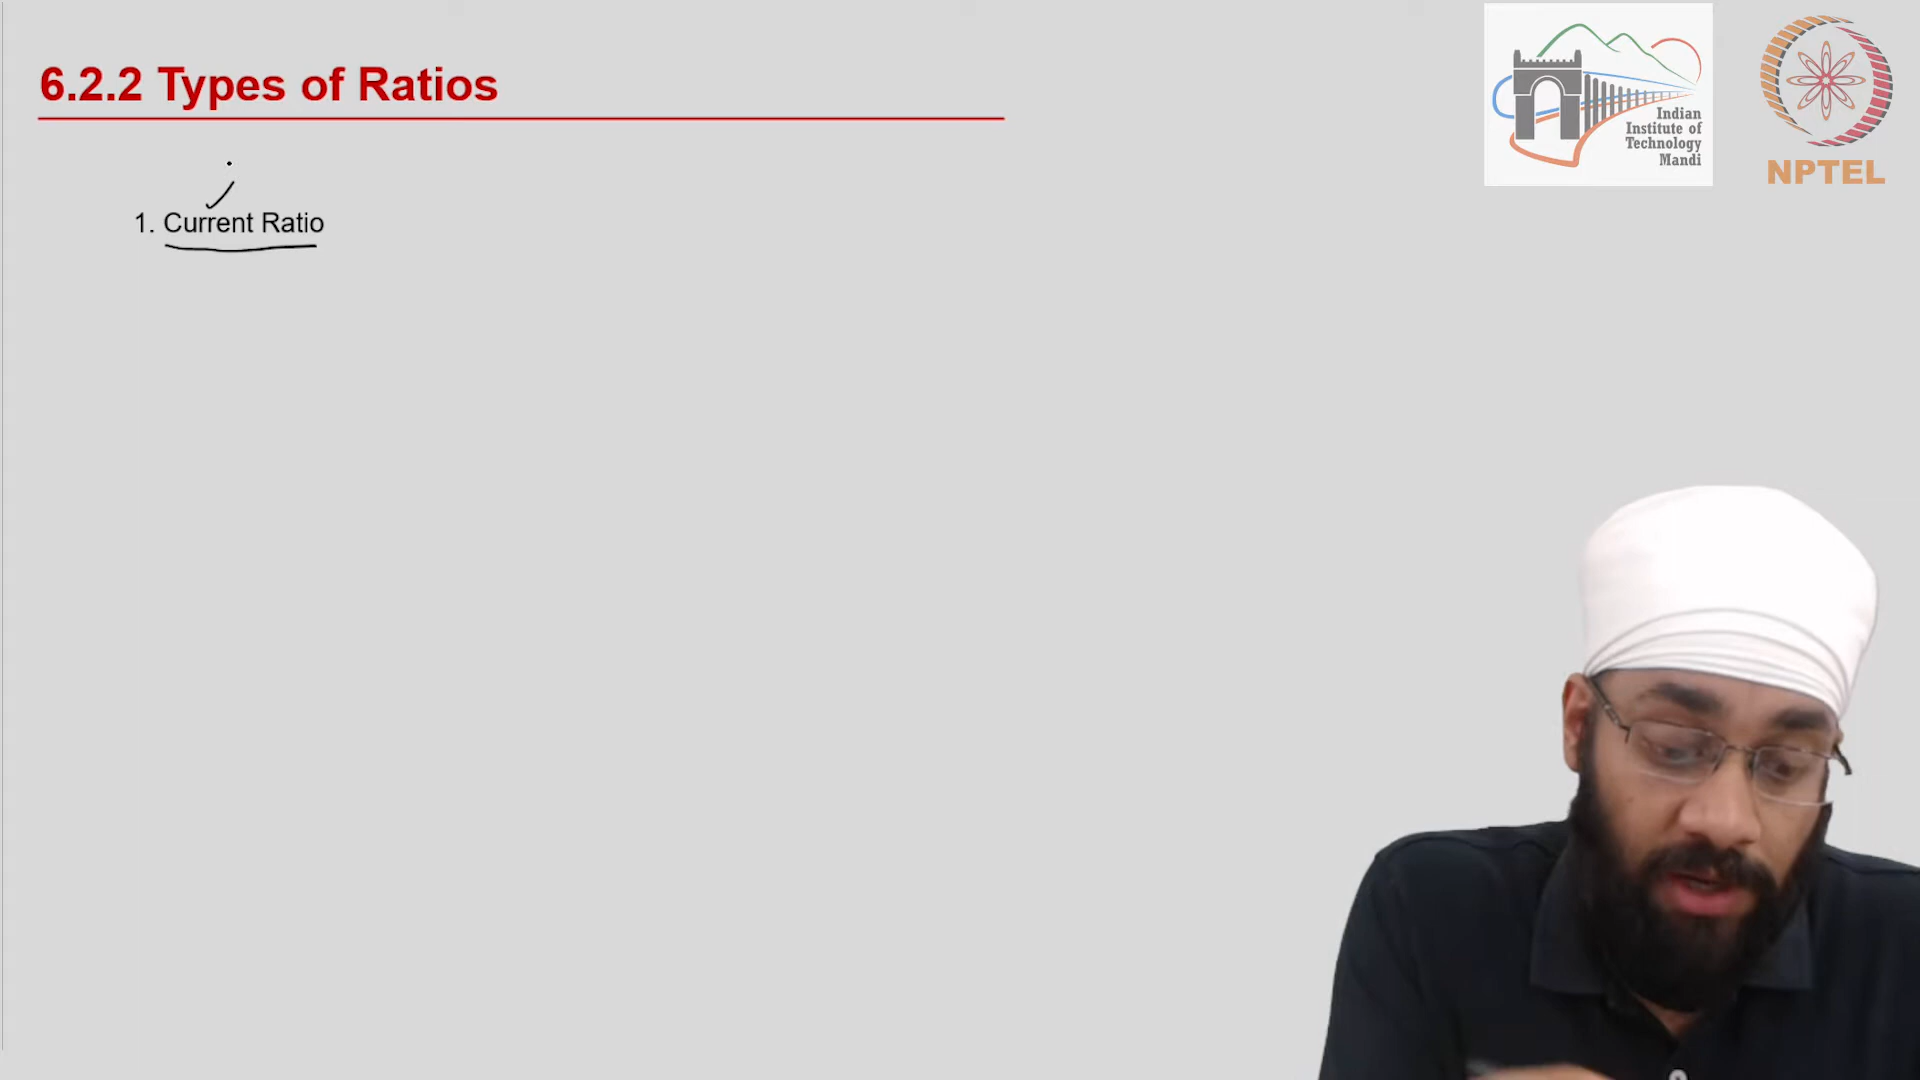 6.2.2 Types of Ratios
1. Current Ratio
Indian
Institute of
Technology
Mandi
NPTEL